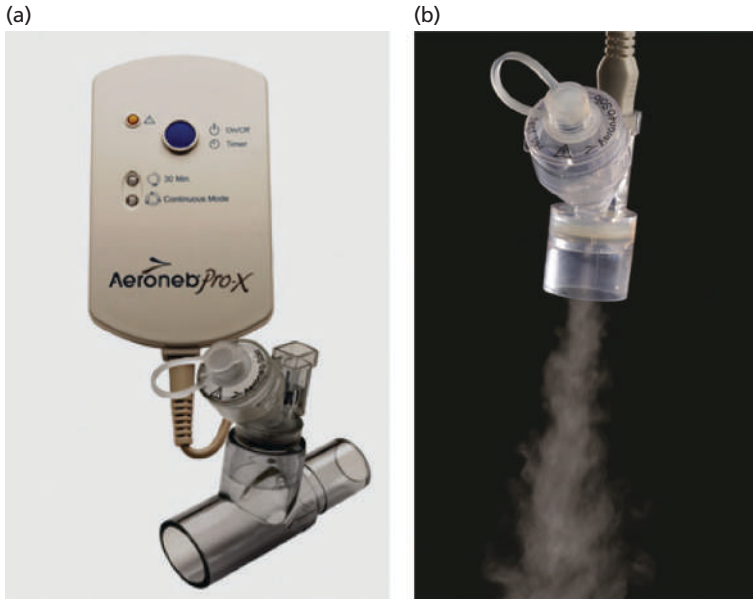 (a)
(b)
On/Off
Timer
30 Min.
Continuous Mode
Aeroneb Pro-X